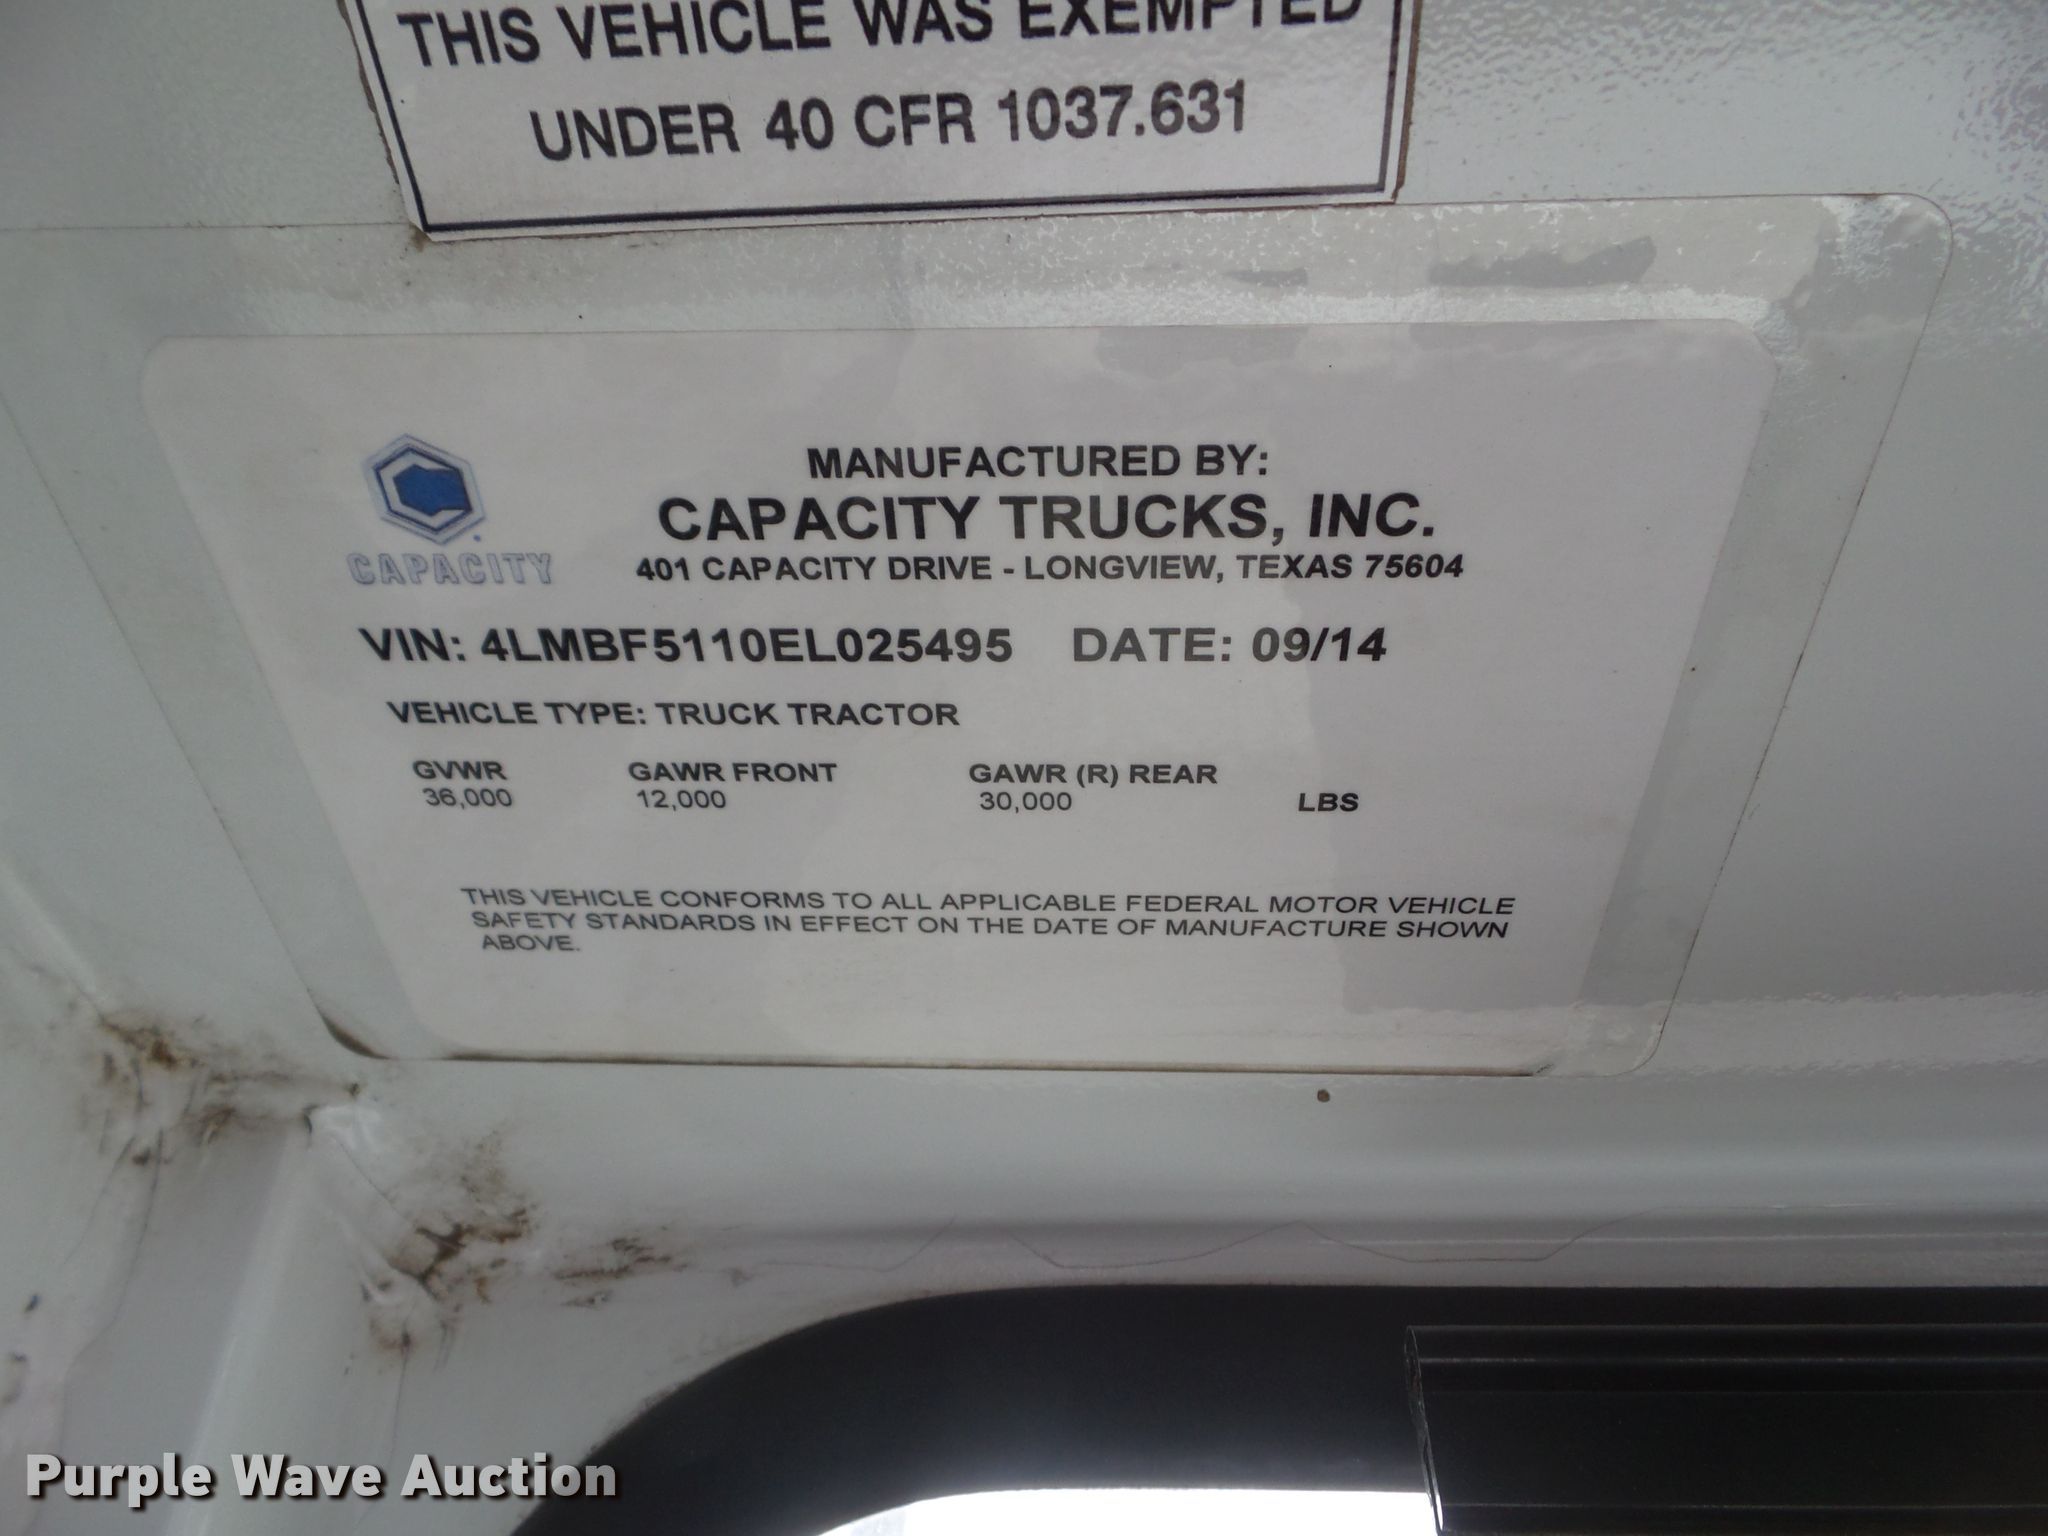 THIS VEHICLE WAS EXEMPTED
UNDER 40 CFR 1037.631
CAPACITY
MANUFACTURED BY:
CAPACITY TRUCKS, INC.
401 CAPACITY DRIVE - LONGVIEW, TEXAS 75604
VIN: 4LMBF5110EL025495 DATE: 09/14
VEHICLE TYPE: TRUCK TRACTOR
GVWR GAWR FRONT GAWR (R) REAR
36,000 12,000 30,000 LBS
THIS VEHICLE CONFORMS TO ALL APPLICABLE FEDERAL MOTOR VEHICLE
SAFETY STANDARDS IN EFFECT ON THE DATE OF MANUFACTURE SHOWN
ABOVE.
Purple Wave Auction